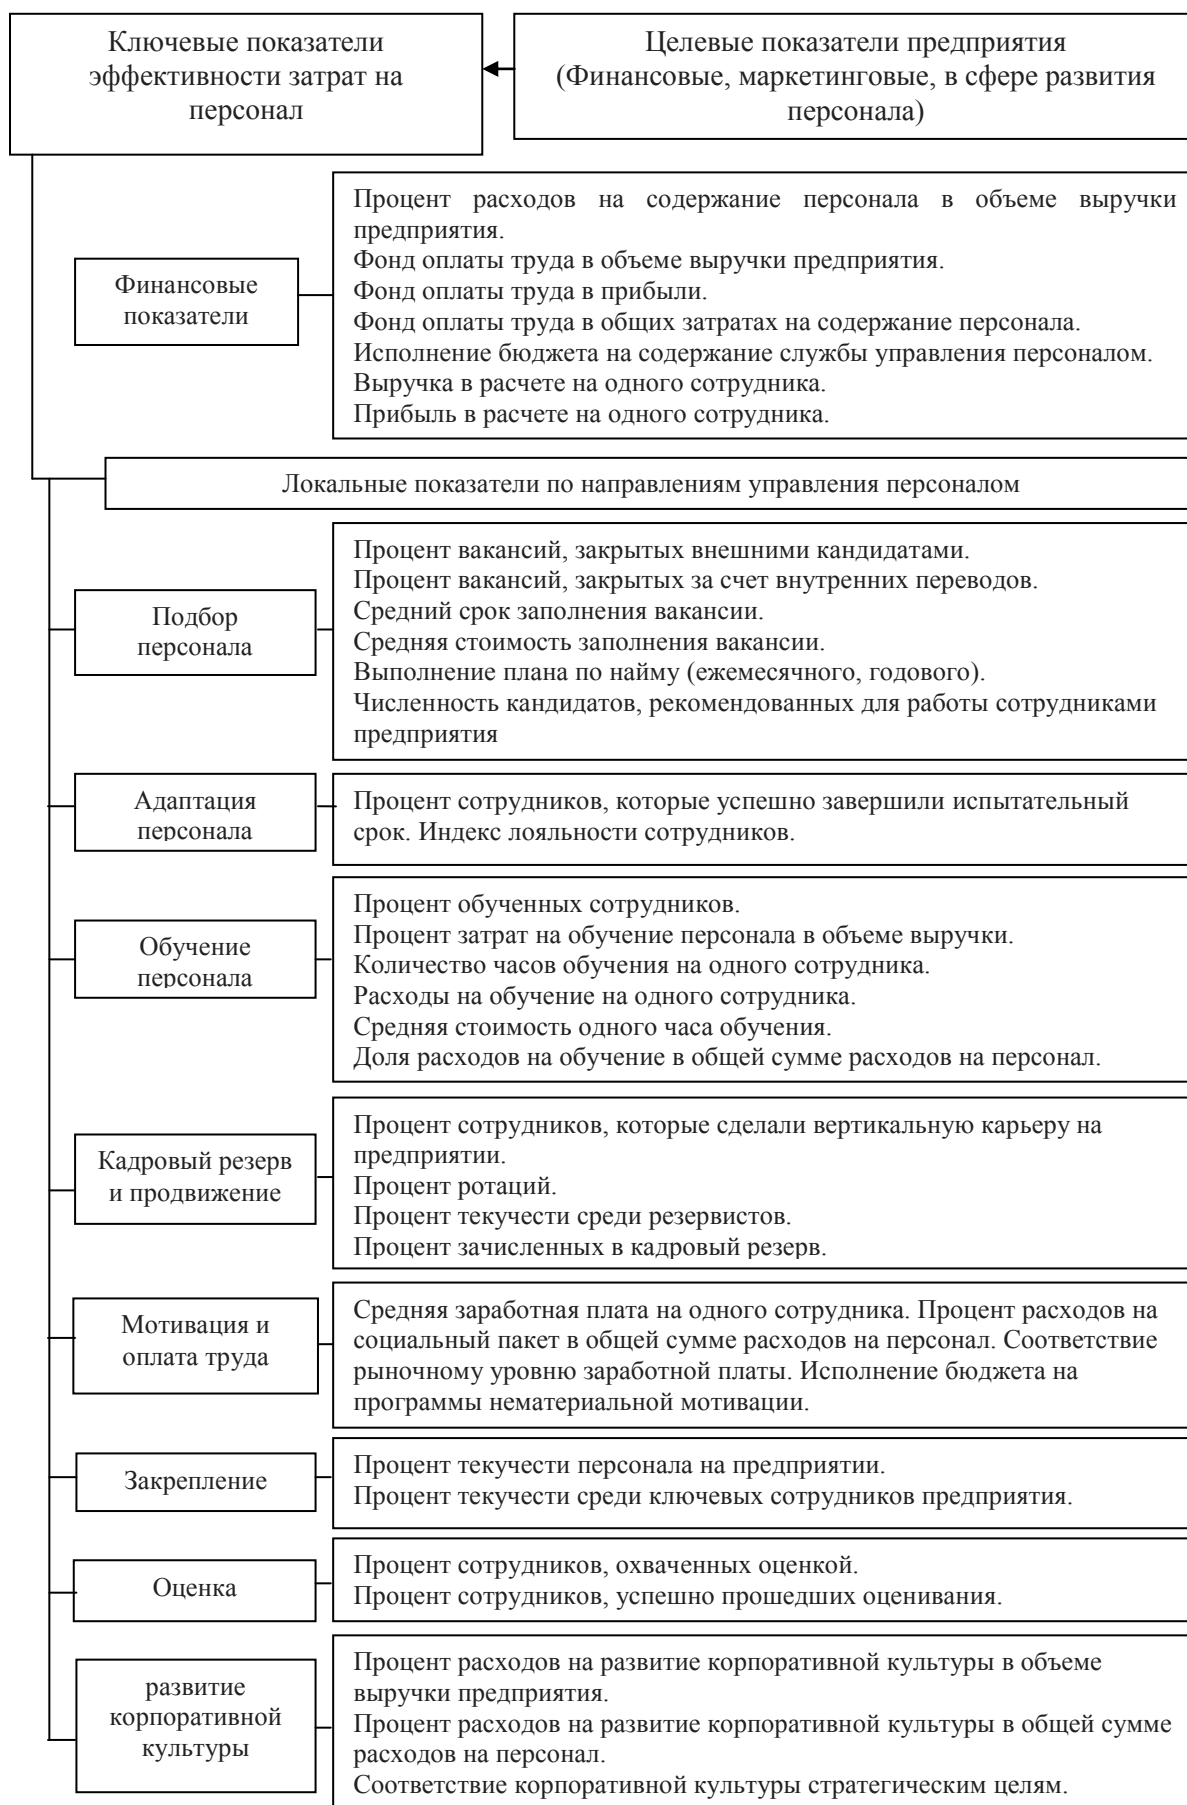 Ключевые показатели
эффективности затрат на
персонал
Целевые показатели предприятия
(Финансовые, маркетинговые, в сфере развития
персонала)
Финансовые
показатели
Процент расходов на содержание персонала в объеме выручки
предприятия.
Фонд оплаты труда в объеме выручки предприятия.
Фонд оплаты труда в прибыли.
Фонд оплаты труда в общих затратах на содержание персонала.
Исполнение бюджета на содержание службы управления персоналом.
Выручка в расчете на одного сотрудника.
Прибыль в расчете на одного сотрудника.
Локальные показатели по направлениям управления персоналом
Подбор
персонала
Процент вакансий, закрытых внешними кандидатами.
Процент вакансий, закрытых за счет внутренних переводов.
Средний срок заполнения вакансии.
Средняя стоимость заполнения вакансии.
Выполнение плана по найму (ежемесячного, годового).
Численность кандидатов, рекомендованных для работы сотрудниками
предприятия
Адаптация
персонала
Процент сотрудников, которые успешно завершили испытательный
срок. Индекс лояльности сотрудников.
Обучение
персонала
Процент обученных сотрудников.
Процент затрат на обучение персонала в объеме выручки.
Количество часов обучения на одного сотрудника.
Расходы на обучение на одного сотрудника.
Средняя стоимость одного часа обучения.
Доля расходов на обучение в общей сумме расходов на персонал.
Кадровый резерв
и продвижение
Процент сотрудников, которые сделали вертикальную карьеру на
предприятии.
Процент ротаций.
Процент текучести среди резервистов.
Процент зачисленных в кадровый резерв.
Мотивация и
оплата труда
Средняя заработная плата на одного сотрудника. Процент расходов на
социальный пакет в общей сумме расходов на персонал. Соответствие
рыночному уровню заработной платы. Исполнение бюджета на
программы нематериальной мотивации.
Закрепление
Процент текучести персонала на предприятии.
Процент текучести среди ключевых сотрудников предприятия.
Оценка
Процент сотрудников, охваченных оценкой.
Процент сотрудников, успешно прошедших оценивания.
развитие
корпоративной
культуры
Процент расходов на развитие корпоративной культуры в объеме
выручки предприятия.
Процент расходов на развитие корпоративной культуры в общей сумме
расходов на персонал.
Соответствие корпоративной культуры стратегическим целям.